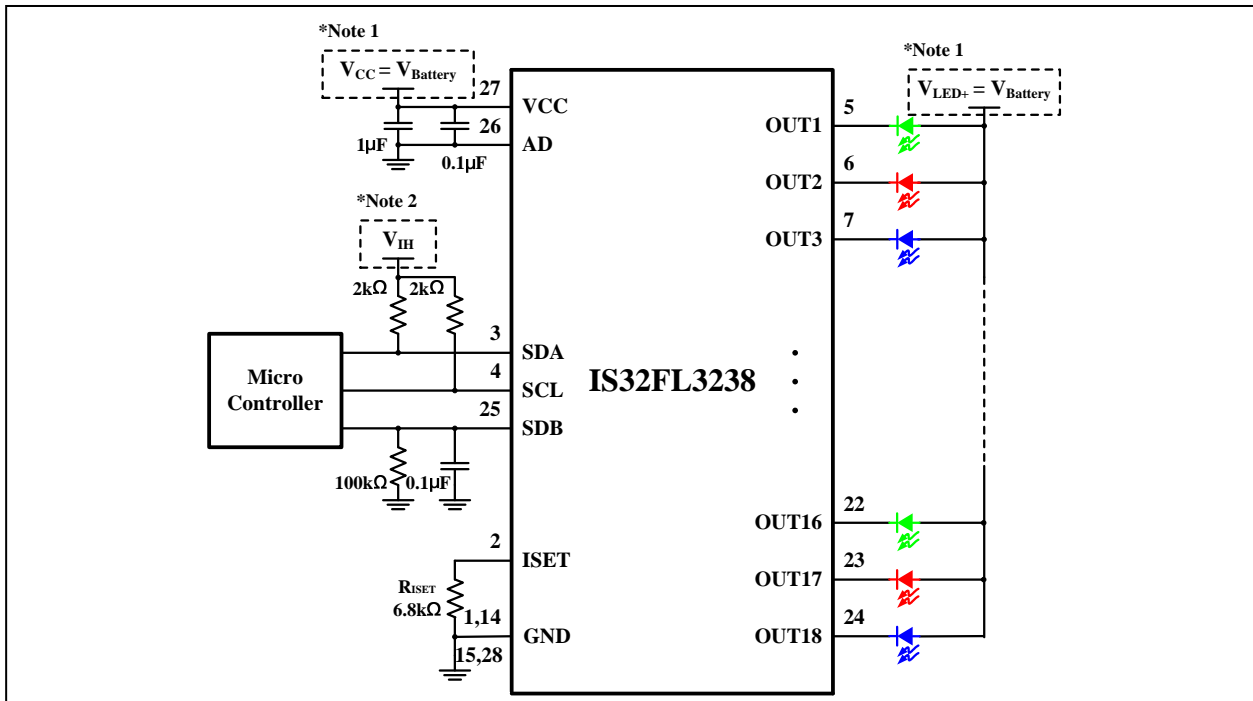 *Note 1
VCC = VBattery
27
VCC
1μF
26
AD
0.1μF
*Note 2
VIH
2kΩ
2kΩ
3
SDA
4
SCL
25
SDB
Micro
Controller
100kΩ
0.1μF
2
ISET
RISET
6.8kΩ
1,14
GND
15,28
IS32FL3238
*Note 1
VLED+ = VBattery
5
OUT1
6
OUT2
7
OUT3
22
OUT16
23
OUT17
24
OUT18